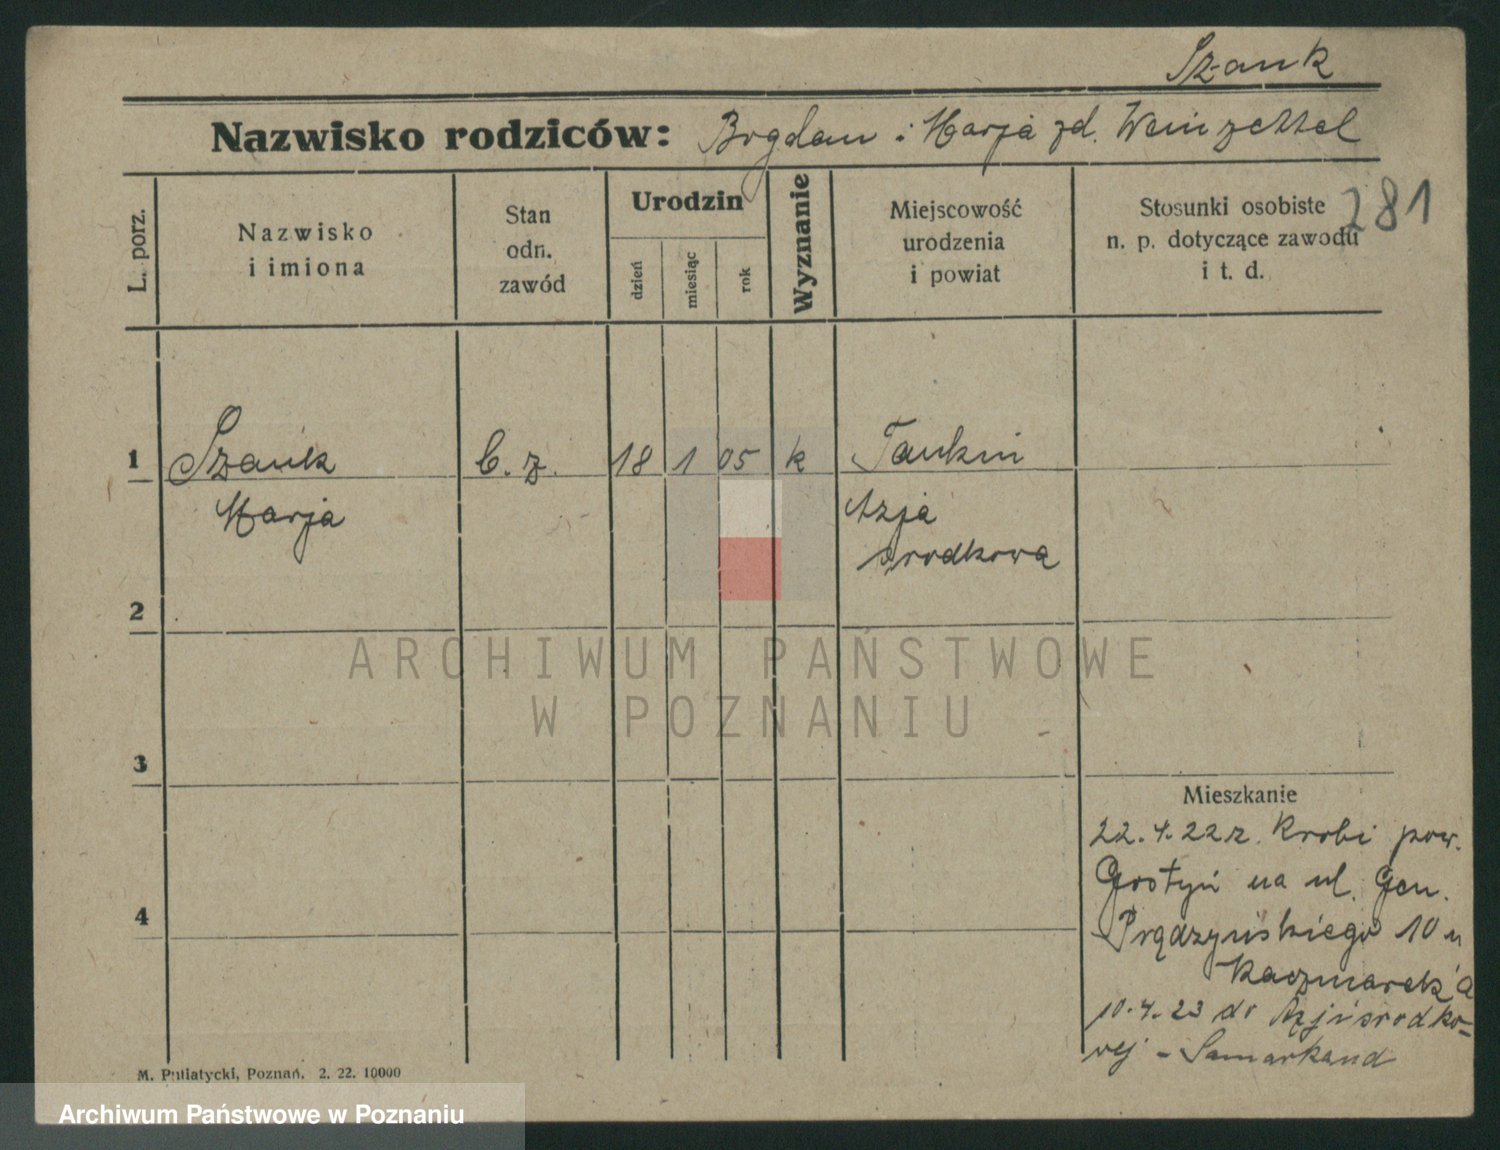 Szank
Nazwisko rodziców: Bogdan i Marja zd. Weinzettel
281
L. porz.
Nazwisko
i imiona
Stan
odn.
zawód
Urodzin
dzień
miesiąc
rok
Wyznanie
Miejscowość
urodzenia
i powiat
Stosunki osobiste
n. p. dotyczące zawodu
i t. d.
1 Szank b. z. 18 1 05 k Tankin
Marja Azja
srodkowa
2
3
4
Mieszkanie
22.4.22 z Krobi pow.
Gostyń na ul. Gen.
Prądzyńskiego 10 u
Kaczmarek'a
10.4.23 do Azji srodko-
wej - Samarkand
M. Putiatycki, Poznań. 2. 22. 10000
ARCHIWUM PAŃSTWOWE
W POZNANIU
Archiwum Państwowe w Poznaniu